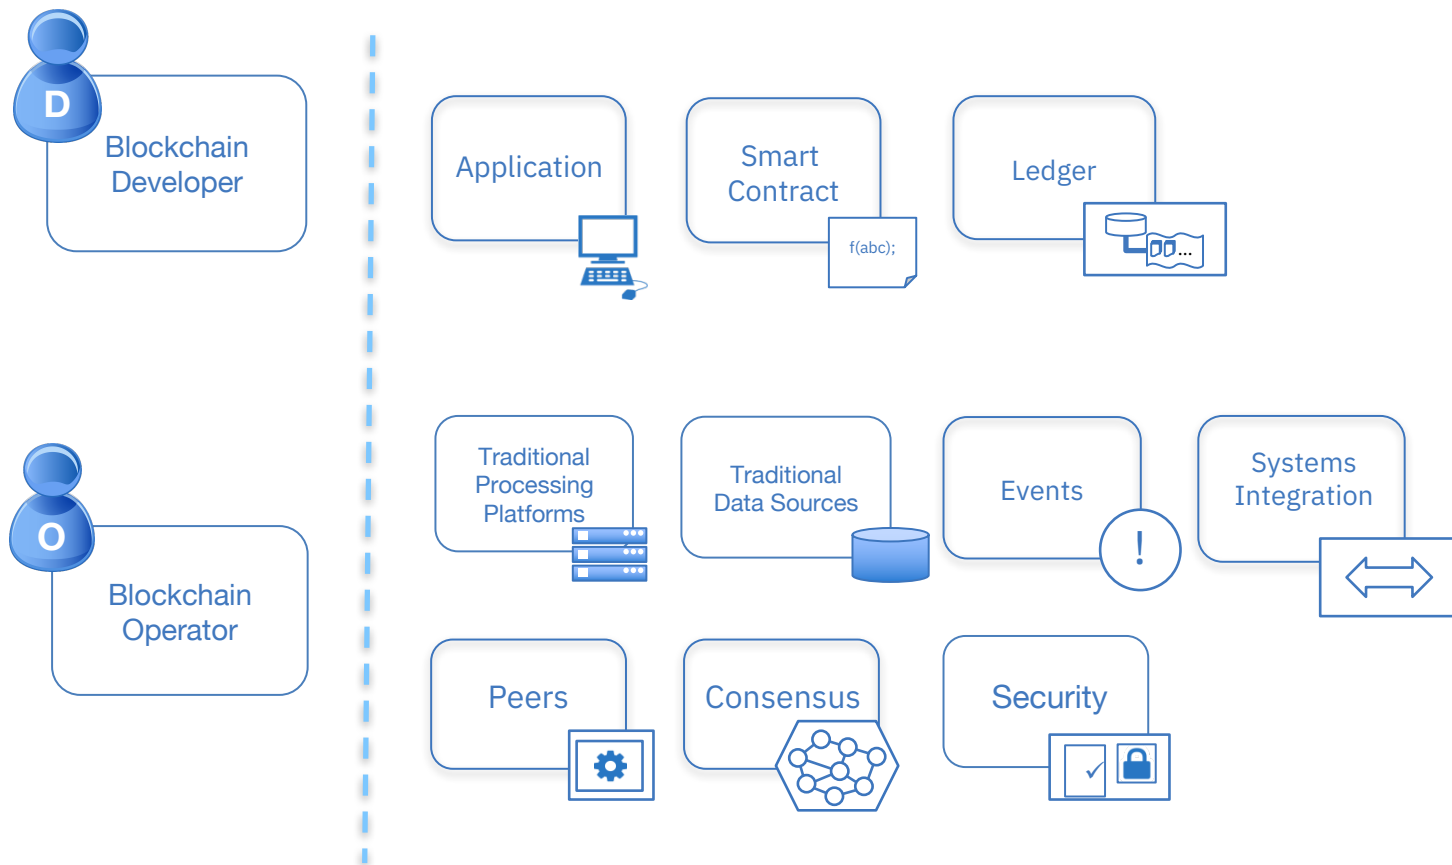 D
Blockchain
Developer
Application
Smart
Contract
f(abc);
Ledger
...
O
Blockchain
Operator
Traditional
Processing
Platforms
Traditional
Data Sources
Events
!
Systems
Integration
Peers
Consensus
Security
✓